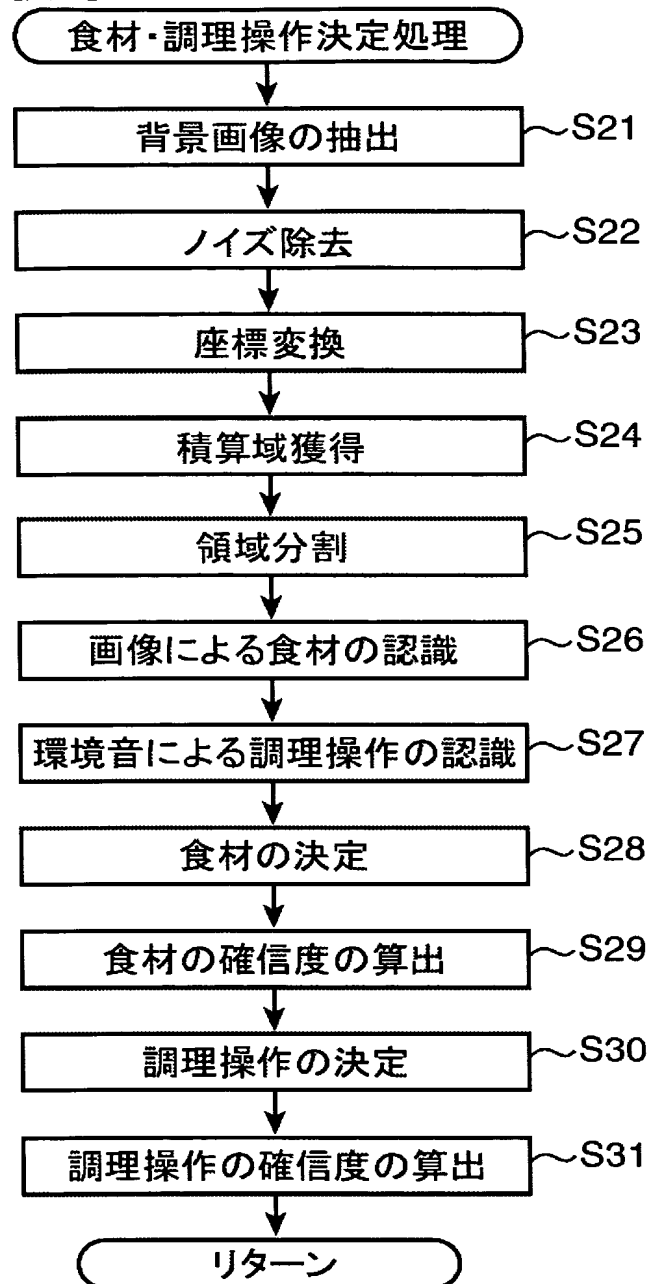 食材・調理操作決定処理
背景画像の抽出 S21
ノイズ除去 S22
座標変換 S23
積算域獲得 S24
領域分割 S25
画像による食材の認識 S26
環境音による調理操作の認識 S27
食材の決定 S28
食材の確信度の算出 S29
調理操作の決定 S30
調理操作の確信度の算出 S31
リターン